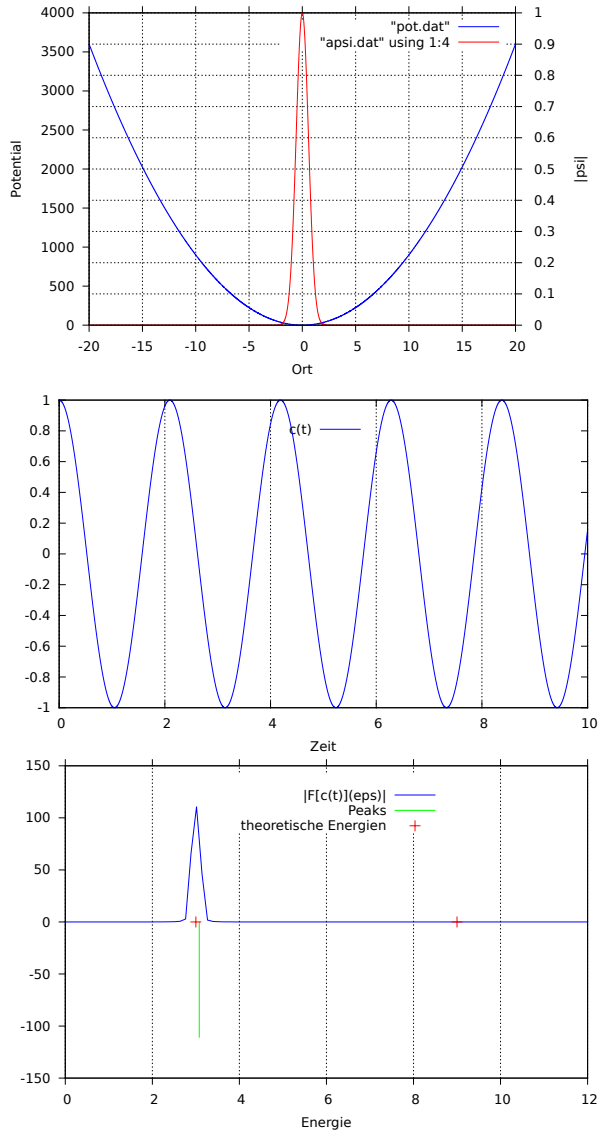 4000
3500
3000
2500
2000
1500
1000
500
0
Potential
"pot.dat"
"apsi.dat" using 1:4
1
0.9
0.8
0.7
0.6
0.5
0.4
0.3
0.2
0.1
0
|psi|
-20 -15 -10 -5 0 5 10 15 20
Ort
1
0.8
0.6
0.4
0.2
0
-0.2
-0.4
-0.6
-0.8
-1
c(t)
0 2 4 6 8 10
Zeit
150
100
50
0
-50
-100
-150
|F[c(t)](eps)|
Peaks
theoretische Energien
0 2 4 6 8 10 12
Energie